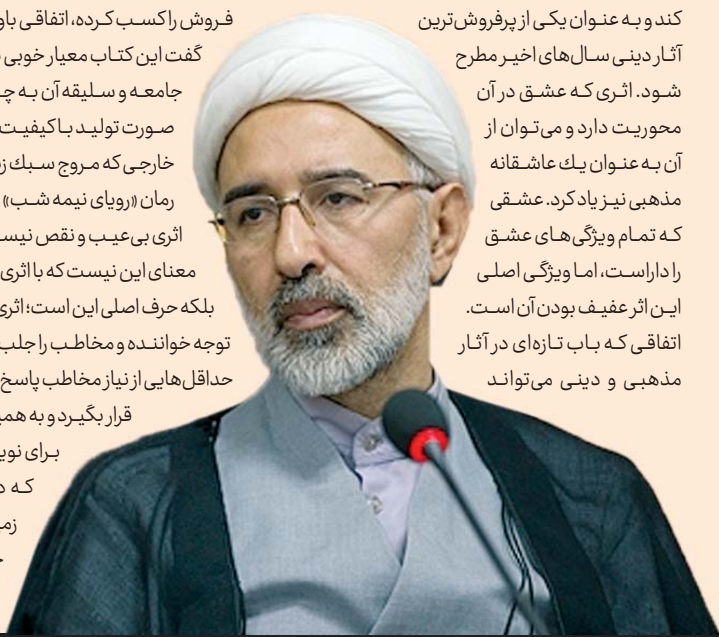 کند و به عنوان یکی از پرفروش‌ترین
آثار دینی سال‌های اخیر مطرح
شود. اثری که عشق در آن
محوریت دارد و می‌توان از
آن به عنوان یك عاشقانه
مذهبی نیز یاد کرد. عشقی
که تمام ویژگی‌های عشق
را داراست، اما ویژگی اصلی
این اثر عفیف بودن آن است.
اتفاقی که باب تازه‌ای در آثار
مذهبی و دینی می‌تواند
فروش را کسب کرده، اتفاقی
گفت این کتاب معیار خوبی
جامعه و سلیقه آن به
صورت تولید با کیفیت
خارجی که مروج سبك
رمان «رویای نیمه شب»
اثری بی‌عیب و نقص
معنای این نیست که با اثری
بلکه حرف اصلی این است؛ اثری
توجه خواننده و مخاطب را جلب
حداقل‌هایی از نیاز مخاطب پاسخ
قرار بگیرد و به
برای
که